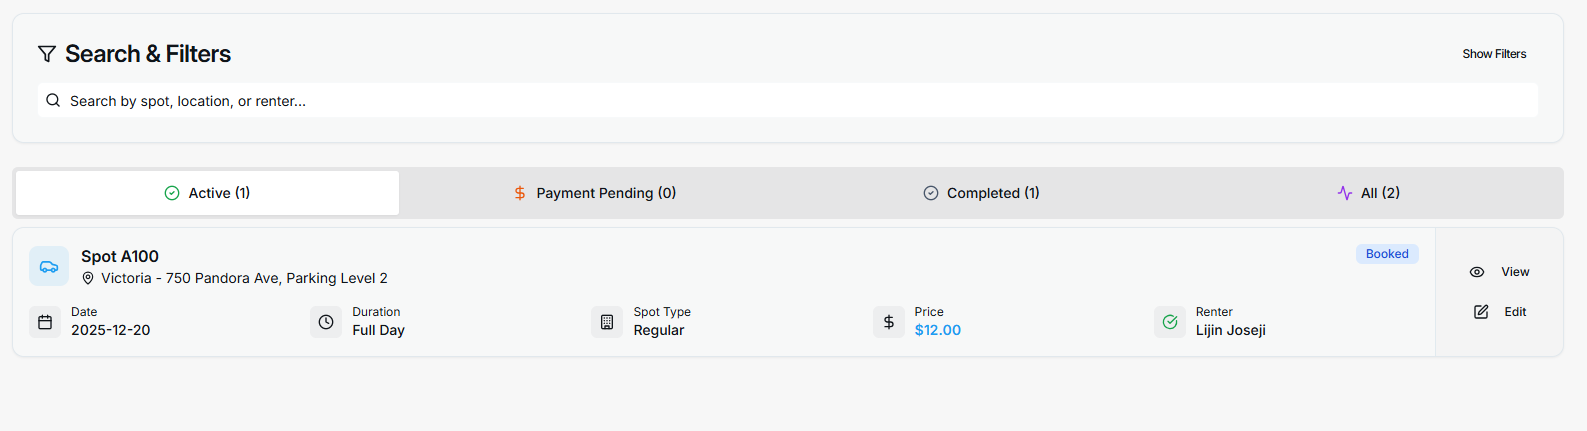 Search & Filters
Show Filters
Search by spot, location, or renter...
Active (1)
Payment Pending (0)
Completed (1)
All (2)
Spot A100
Booked
Victoria - 750 Pandora Ave, Parking Level 2
View
Date
2025-12-20
Duration
Full Day
Spot Type
Regular
Price
$12.00
Renter
Lijin Joseji
Edit